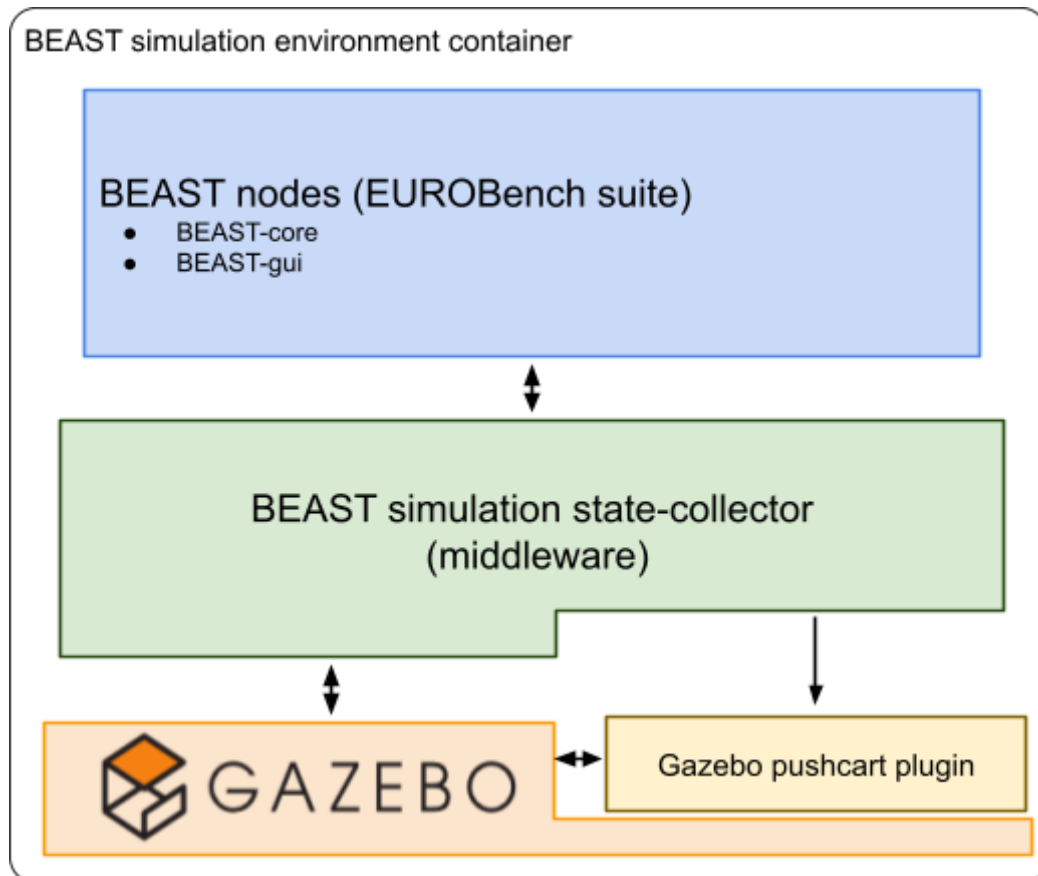 BEAST simulation environment container
BEAST nodes (EUROBench suite)
● BEAST-core
● BEAST-gui
BEAST simulation state-collector
(middleware)
GAZEBO
Gazebo pushcart plugin